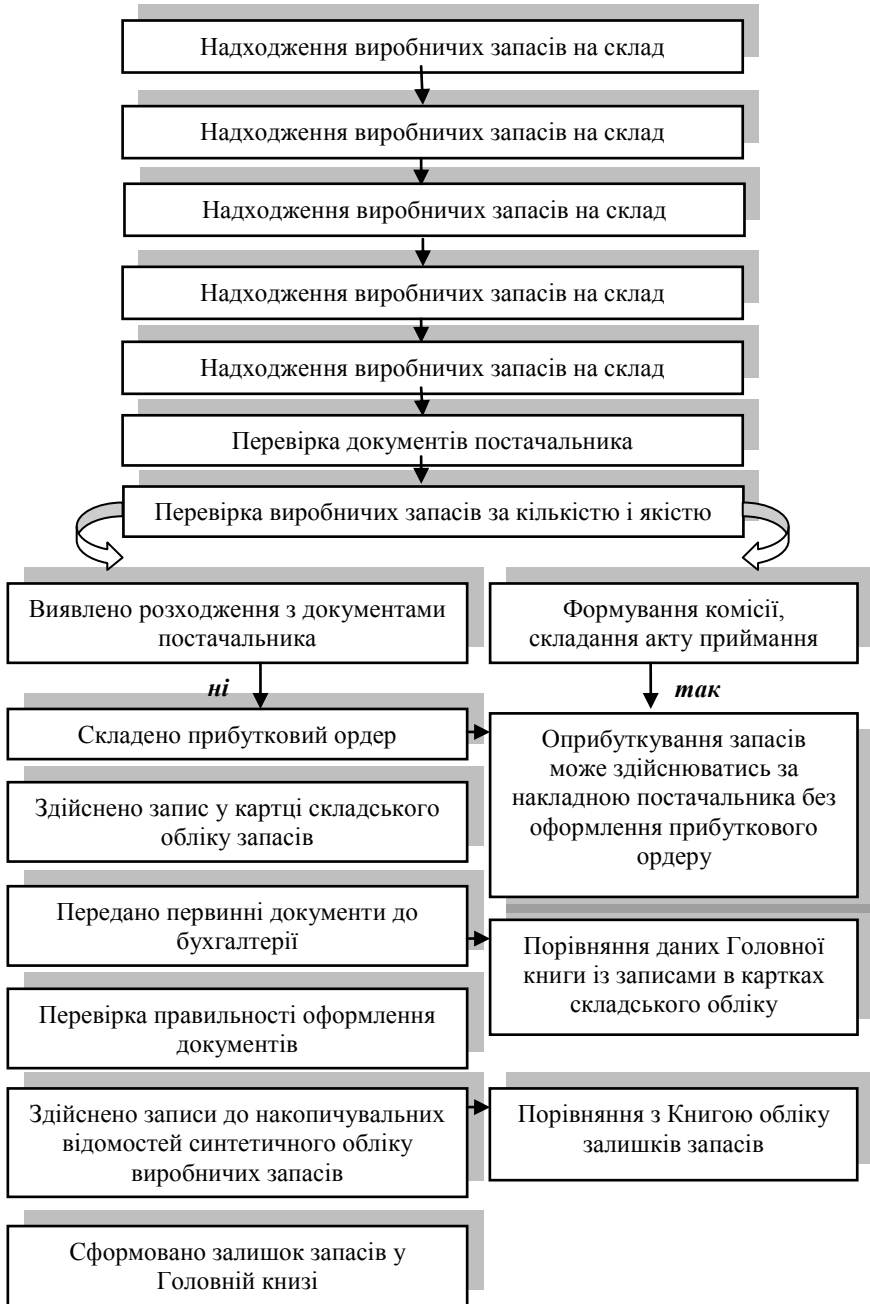 Надходження виробничих запасів на склад
Надходження виробничих запасів на склад
Надходження виробничих запасів на склад
Надходження виробничих запасів на склад
Надходження виробничих запасів на склад
Перевірка документів постачальника
Перевірка виробничих запасів за кількістю і якістю
Виявлено розходження з документами
постачальника
Формування комісії,
складання акту приймання
ні
так
Складено прибутковий ордер
Оприбуткування запасів
може здійснюватись за
накладною постачальника без
оформлення прибуткового
ордеру
Здійснено запис у картці складського
обліку запасів
Передано первинні документи до
бухгалтерії
Порівняння даних Головної
книги із записами в картках
складського обліку
Перевірка правильності оформлення
документів
Здійснено записи до накопичувальних
відомостей синтетичного обліку
виробничих запасів
Порівняння з Книгою обліку
залишків запасів
Сформовано залишок запасів у
Головній книзі